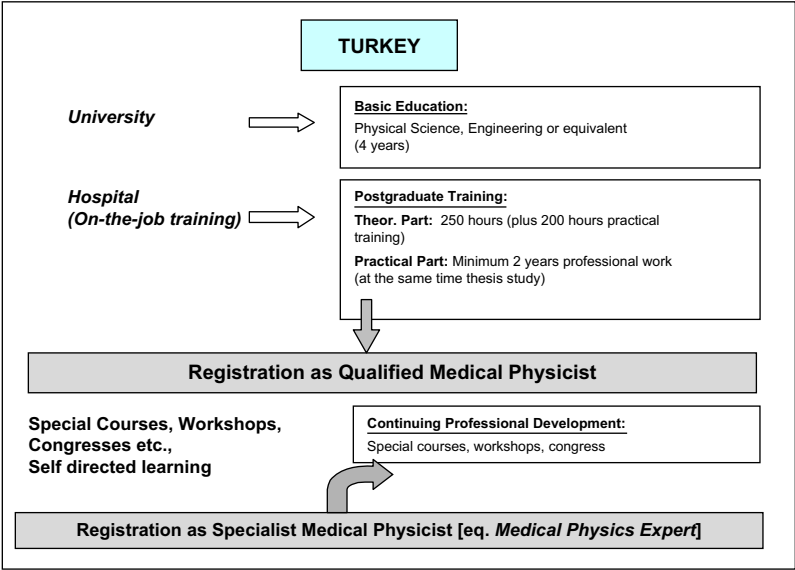 TURKEY
University
Basic Education:
Physical Science, Engineering or equivalent
(4 years)
Hospital
(On-the-job training)
Postgraduate Training:
Theor. Part: 250 hours (plus 200 hours practical
training)
Practical Part: Minimum 2 years professional work
(at the same time thesis study)
Registration as Qualified Medical Physicist
Special Courses, Workshops,
Congresses etc.,
Self directed learning
Continuing Professional Development:
Special courses, workshops, congress
Registration as Specialist Medical Physicist [eq. Medical Physics Expert]